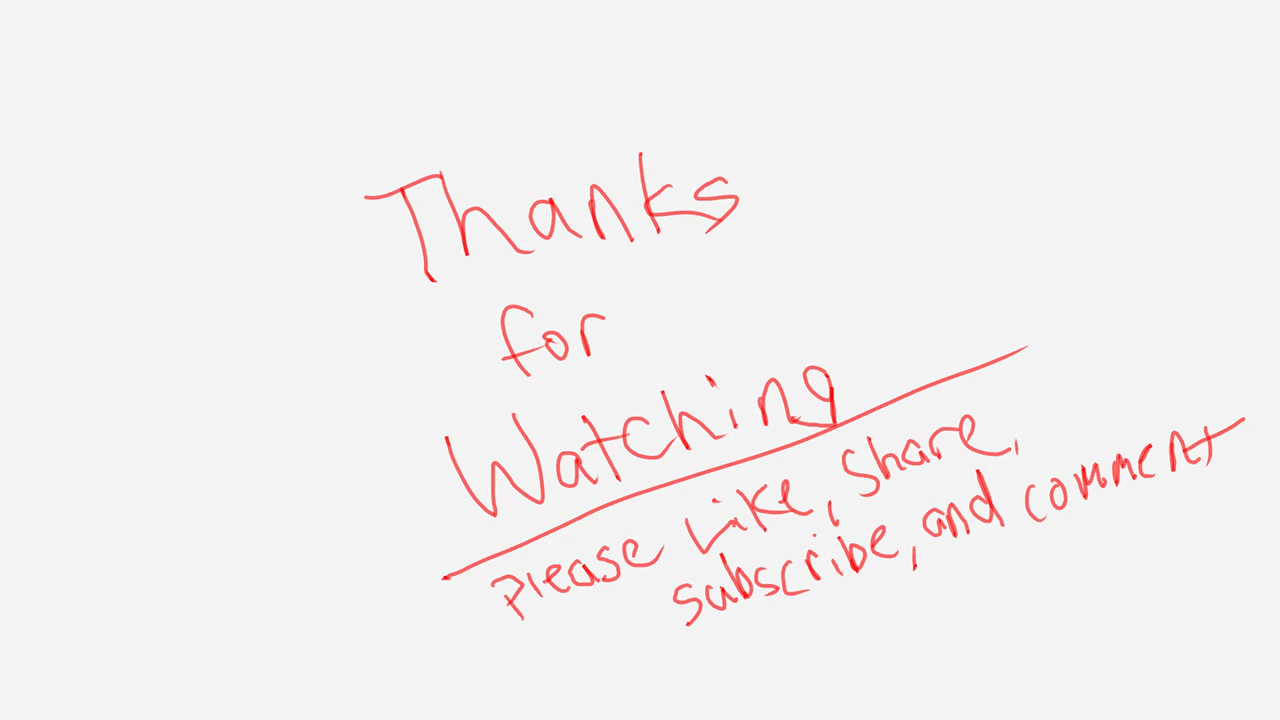 Thanks
for
Watching
please Like, Share,
subscribe, and comment